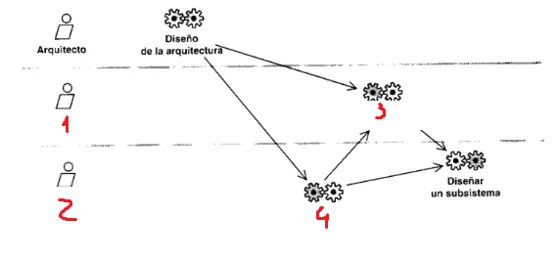 Arquitecto
Diseño
de la arquitectura
1
3
2
4
Diseñar
un subsistema